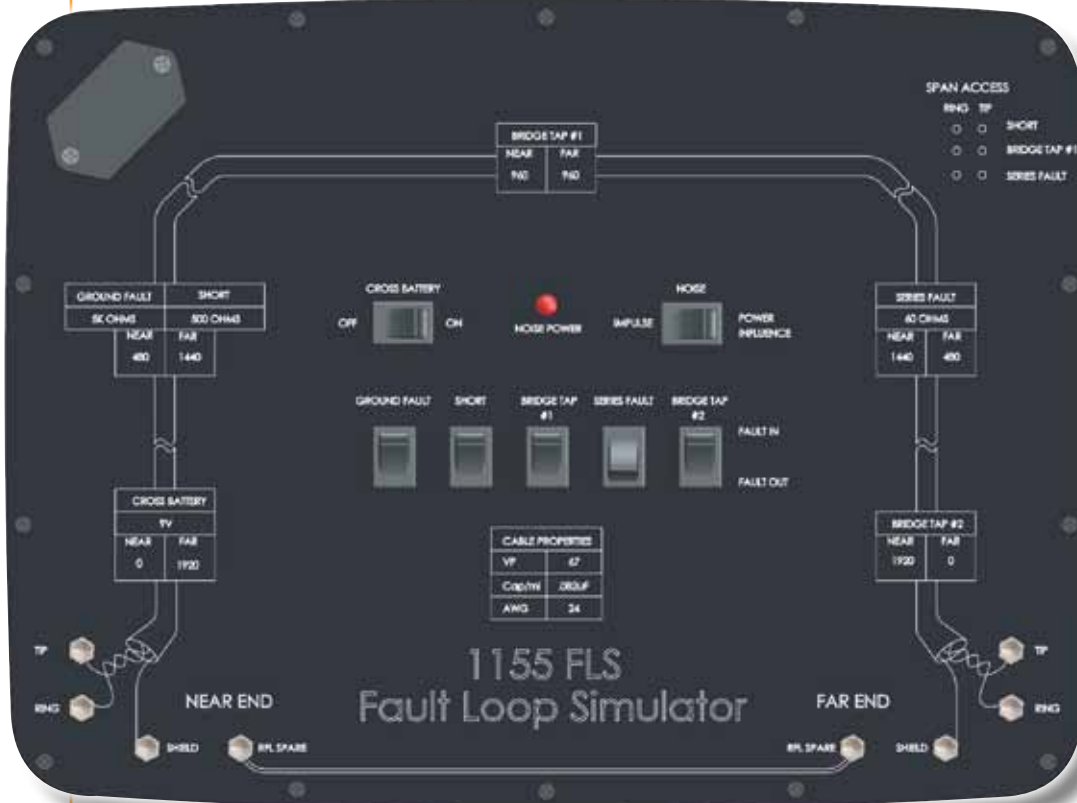 SPAN ACCESS
RING TIP
SHORT
BRIDGE TAP #1
SERIES FAULT
BRIDGE TAP #1
NEAR FAR
960 960
GROUND FAULT SHORT
5K OHMS 500 OHMS
NEAR FAR
480 1440
CROSS BATTERY
OFF ON
NOISE POWER
NOISE
IMPULSE POWER
INFLUENCE
SERIES FAULT
60 OHMS
NEAR FAR
1440 480
GROUND FAULT SHORT BRIDGE TAP SERIES FAULT BRIDGE TAP
#1 #2
FAULT IN
FAULT OUT
CROSS BATTERY
9V
NEAR FAR
0 1920
CABLE PROPERTIES
VP 67
Cap/mi .083uF
AWG 24
BRIDGE TAP #2
NEAR FAR
1920 0
TIP
RING
NEAR END
SHIELD
RPL SPARE
1155 FLS
Fault Loop Simulator
FAR END
TIP
RING
RPL SPARE
SHIELD